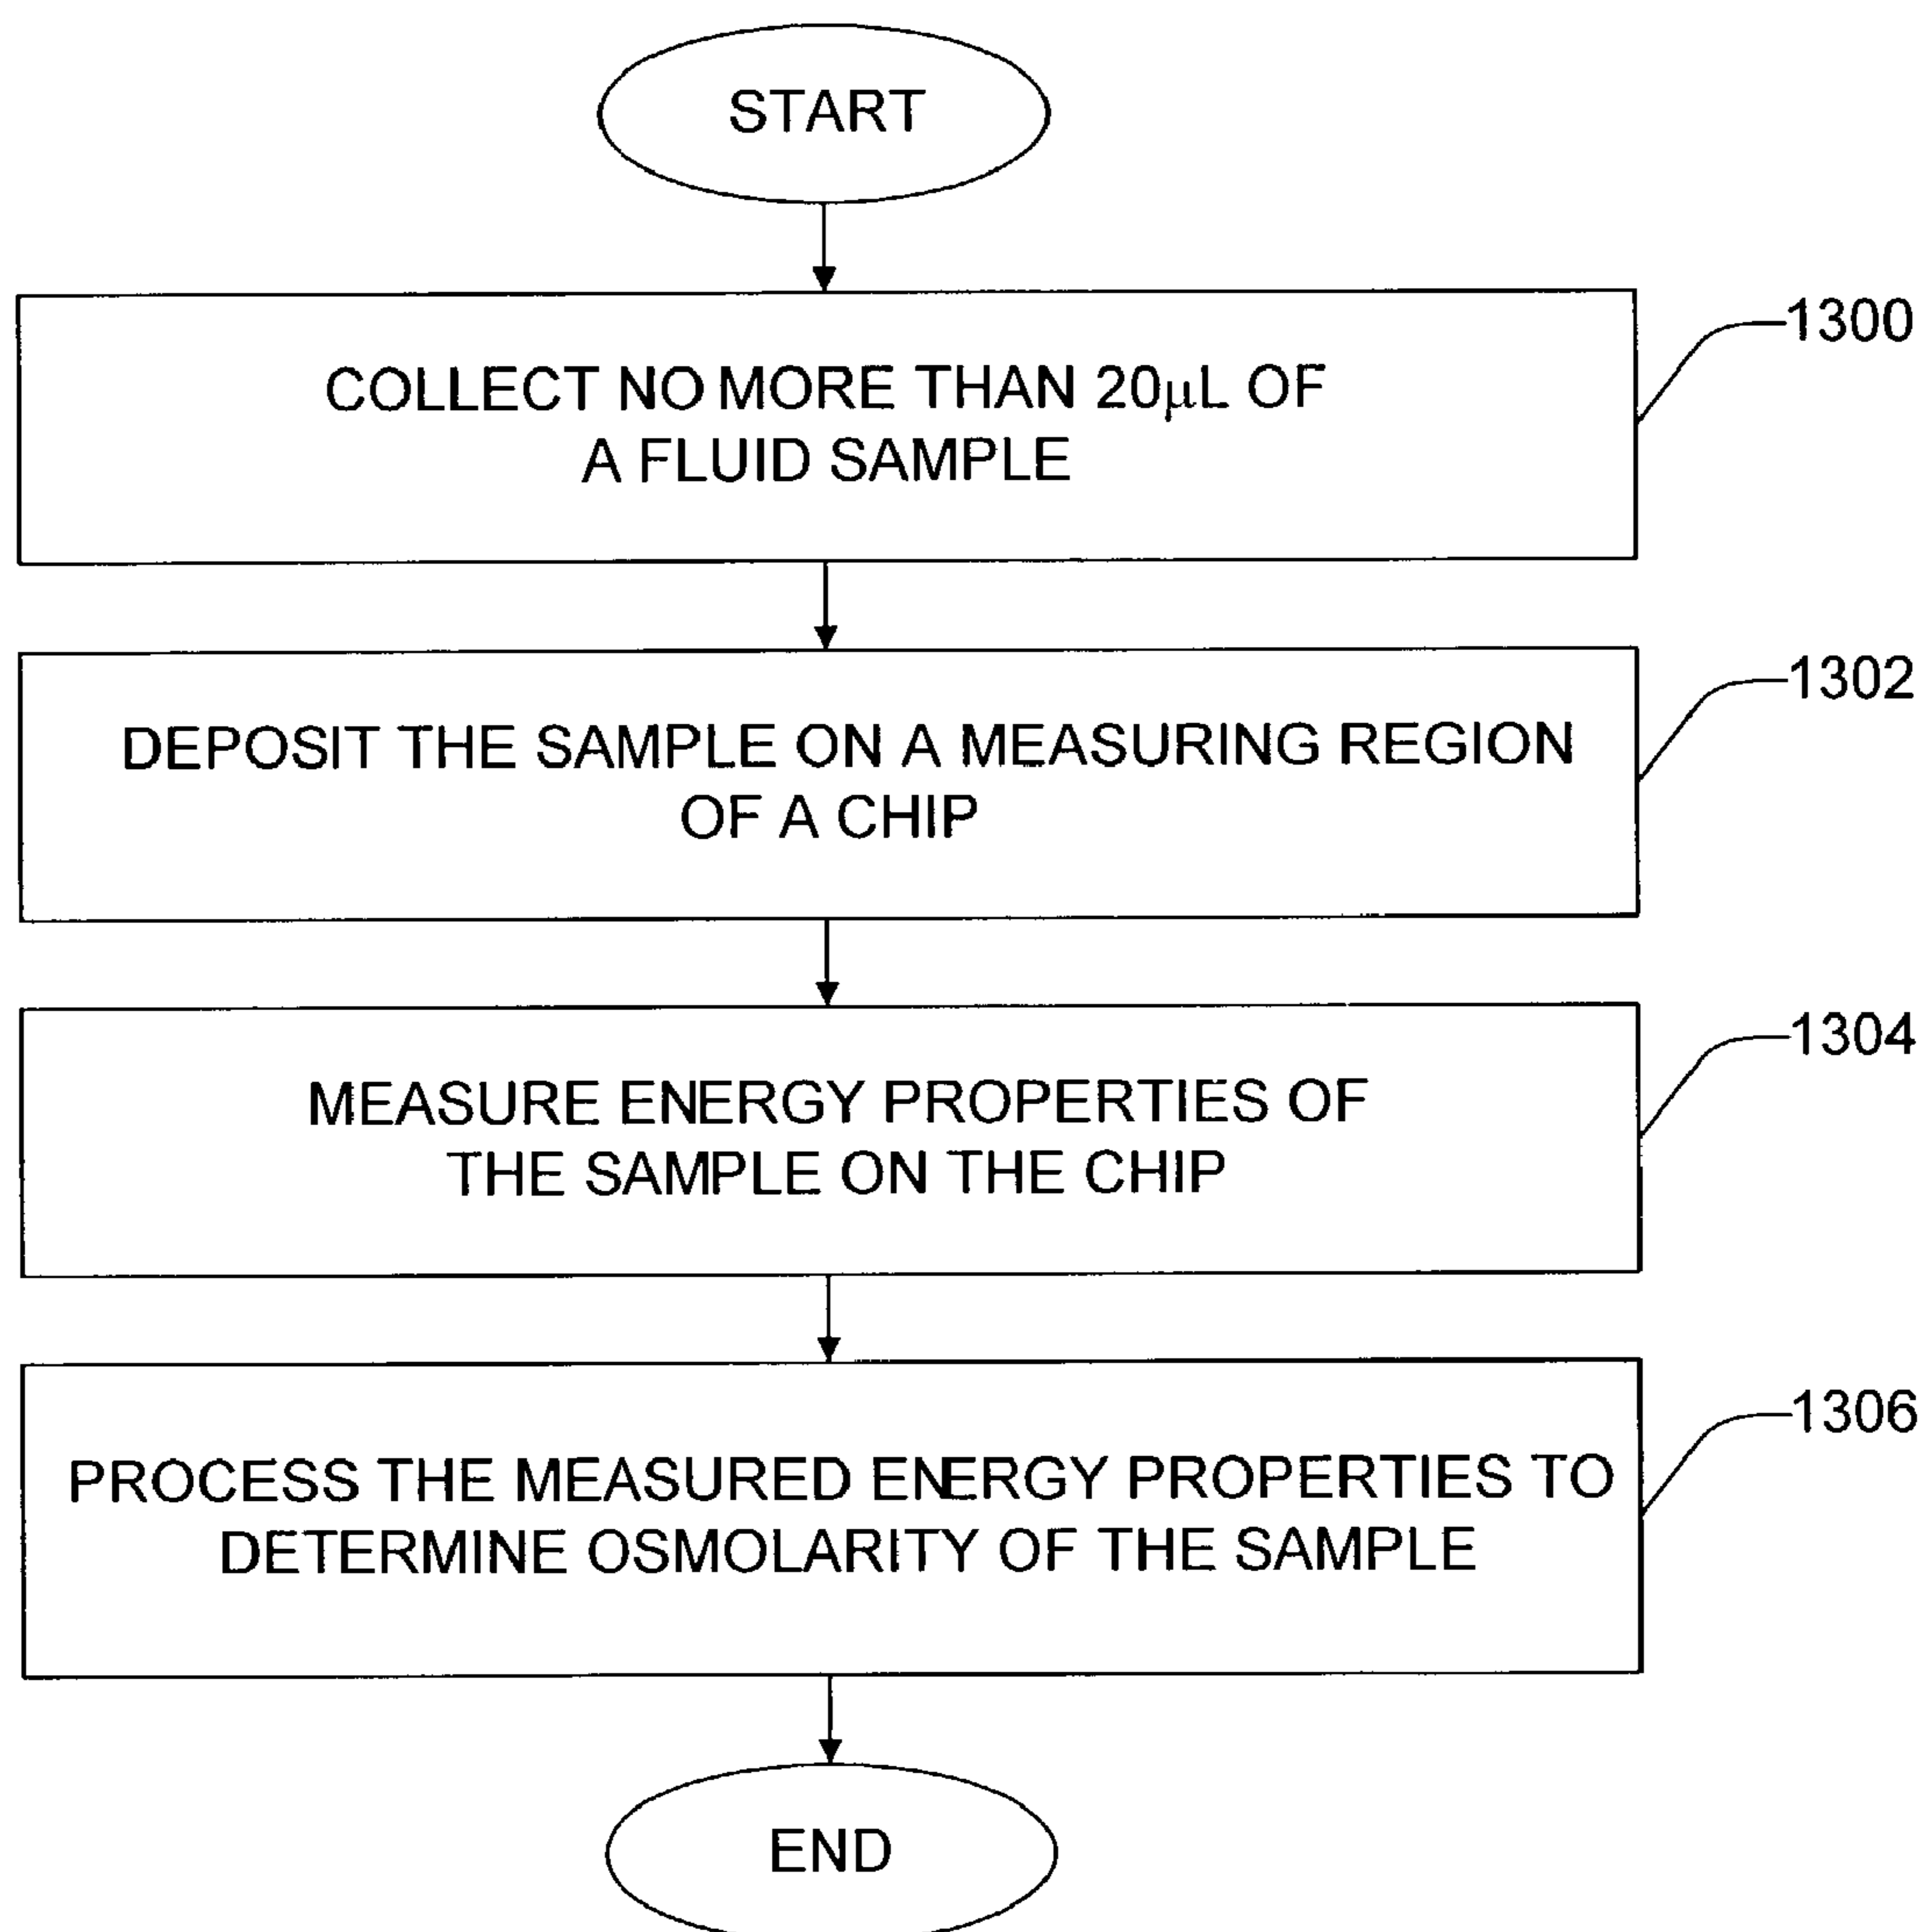 START
1300
COLLECT NO MORE THAN 20μL OF
A FLUID SAMPLE
1302
DEPOSIT THE SAMPLE ON A MEASURING REGION
OF A CHIP
1304
MEASURE ENERGY PROPERTIES OF
THE SAMPLE ON THE CHIP
1306
PROCESS THE MEASURED ENERGY PROPERTIES TO
DETERMINE OSMOLARITY OF THE SAMPLE
END